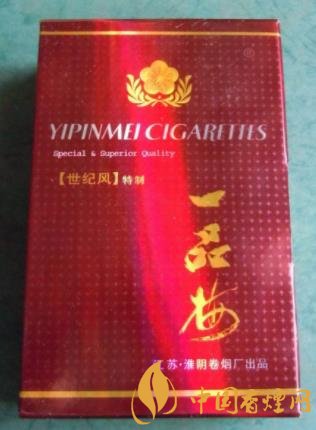 ®
YIPINMEI CIGARETTES
Special & Superior Quality
【世纪风】特制
一品梅
江苏·淮阴卷烟厂出品
中国香烟网